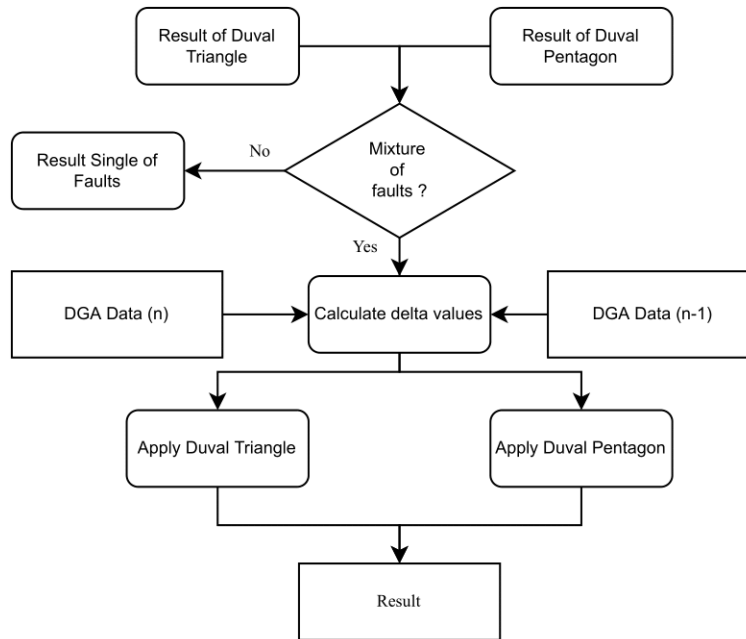 Result of Duval
Triangle
Result of Duval
Pentagon
Mixture
of
faults ?
No
Result Single of
Faults
Yes
DGA Data (n)
Calculate delta values
DGA Data (n-1)
Apply Duval Triangle
Apply Duval Pentagon
Result